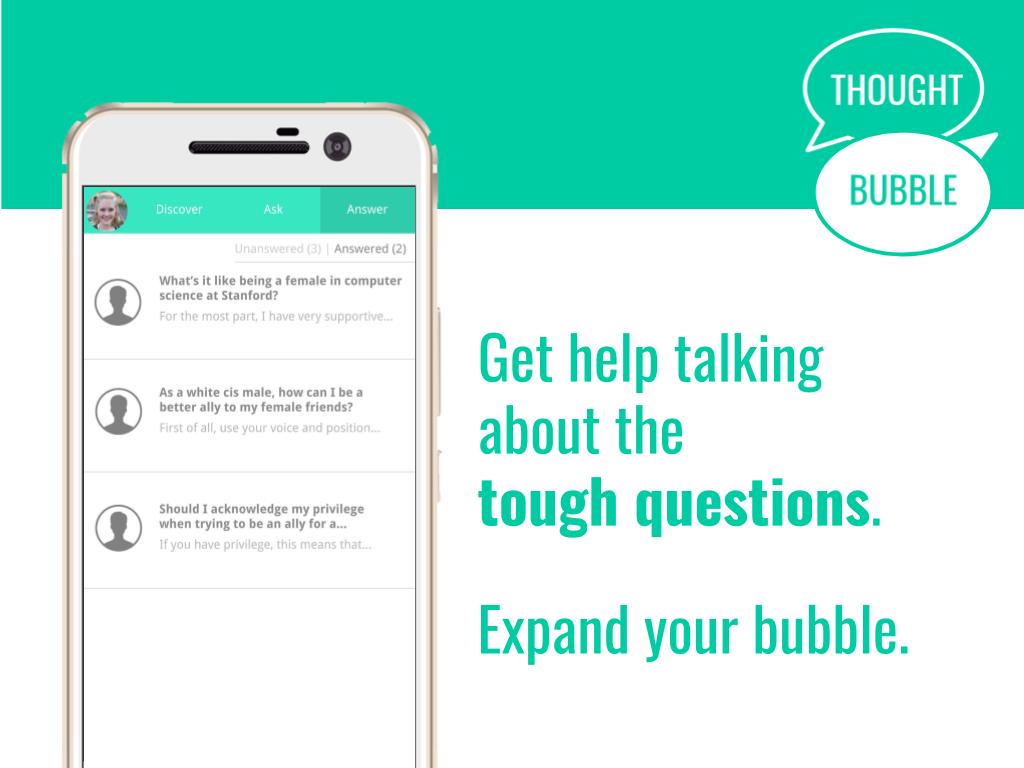 THOUGHT
BUBBLE
Discover Ask Answer
Unanswered (3) | Answered (2)
What's it like being a female in computer
science at Stanford?
For the most part, I have very supportive...
As a white cis male, how can I be a
better ally to my female friends?
First of all, use your voice and position...
Should I acknowledge my privilege
when trying to be an ally for a...
If you have privilege, this means that...
Get help talking
about the
tough questions.
Expand your bubble.